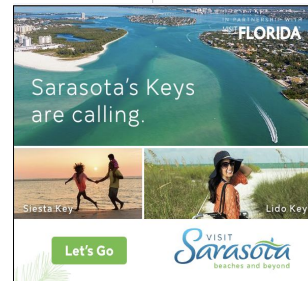 IN PARTNERSHIP WITH
VISIT FLORIDA
Sarasota's Keys
are calling.
Siesta Key
Lido Key
Let's Go
VISIT
Sarasota
beaches and beyond